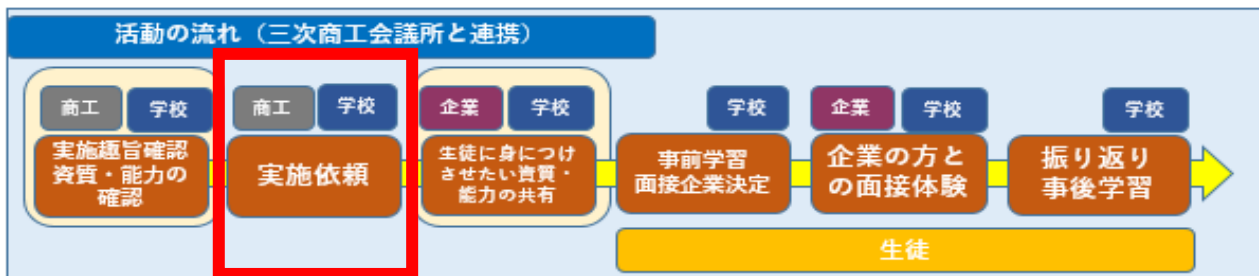 活動の流れ（三次商工会議所と連携）
商工
学校
実施趣旨確認
資質・能力の
確認
商工
学校
実施依頼
企業
学校
生徒に身につけ
させたい資質・
能力の共有
学校
事前学習
面接企業決定
企業
学校
企業の方と
の面接体験
学校
振り返り
事後学習
生徒